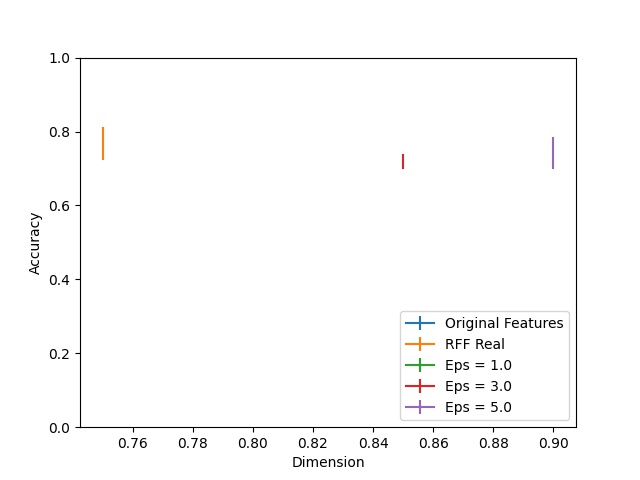 1.0
0.8
0.6
0.4
0.2
0.0
Accuracy
Original Features
RFF Real
Eps = 1.0
Eps = 3.0
Eps = 5.0
0.76 0.78 0.80 0.82 0.84 0.86 0.88 0.90
Dimension